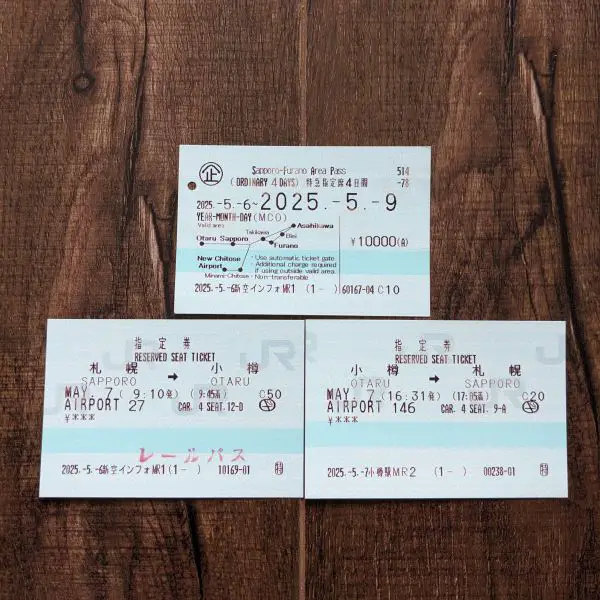 企 Sapporo-Furano Area Pass 514
(ORDINARY 4 DAYS) 特急指定席4日間 -78
2025.-5.-6~2025.-5.-9
YEAR-MONTH-DAY(MCO)
Valid area
Takikawa Asahikawa
Otaru Sapporo Biei
Furano
¥10000
New Chitose Airport
Minami-Chitose
・Use automatic ticket gate.
・Additional charge required
if using outside valid area.
・Non-transferable
2025.-5.-6新空インフォMR1 (1- ) 60167-04 C10
指定券
RESERVED SEAT TICKET
札幌 → 小樽
SAPPORO OTARU
MAY. 7 ( 9:10発) (9:45着) C50
AIRPORT 27 CAR. 4 SEAT.12-D
¥***
レールパス
2025.-5.-6新空インフォMR1 (1- ) 10169-01
指定券
RESERVED SEAT TICKET
小樽 → 札幌
OTARU SAPPORO
MAY. 7 (16:31発) (17:05着) C20
AIRPORT 146 CAR. 4 SEAT. 9-A
¥***
2025.-5.-7小樽駅MR2 (1- ) 00238-01